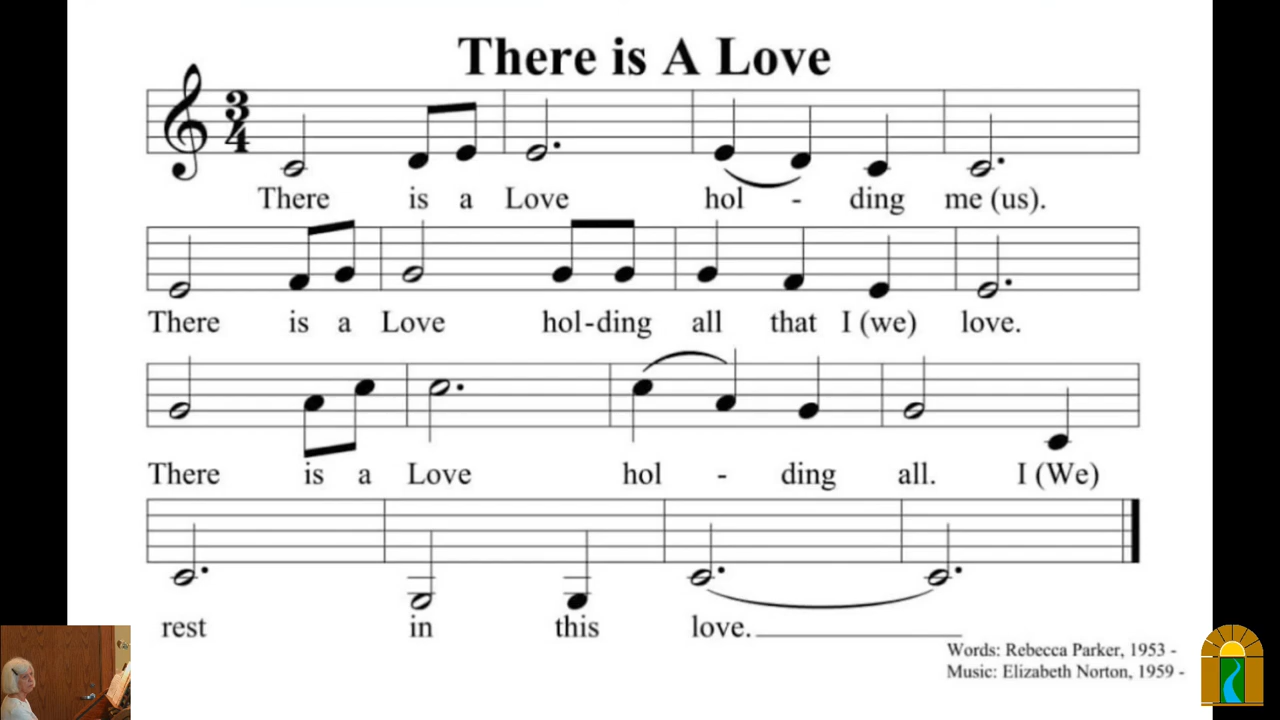 There is A Love
3
4
There is a Love hol - ding me (us).
There is a Love hol-ding all that I (we) love.
There is a Love hol - ding all. I (We)
rest in this love.
Words: Rebecca Parker, 1953 -
Music: Elizabeth Norton, 1959 -